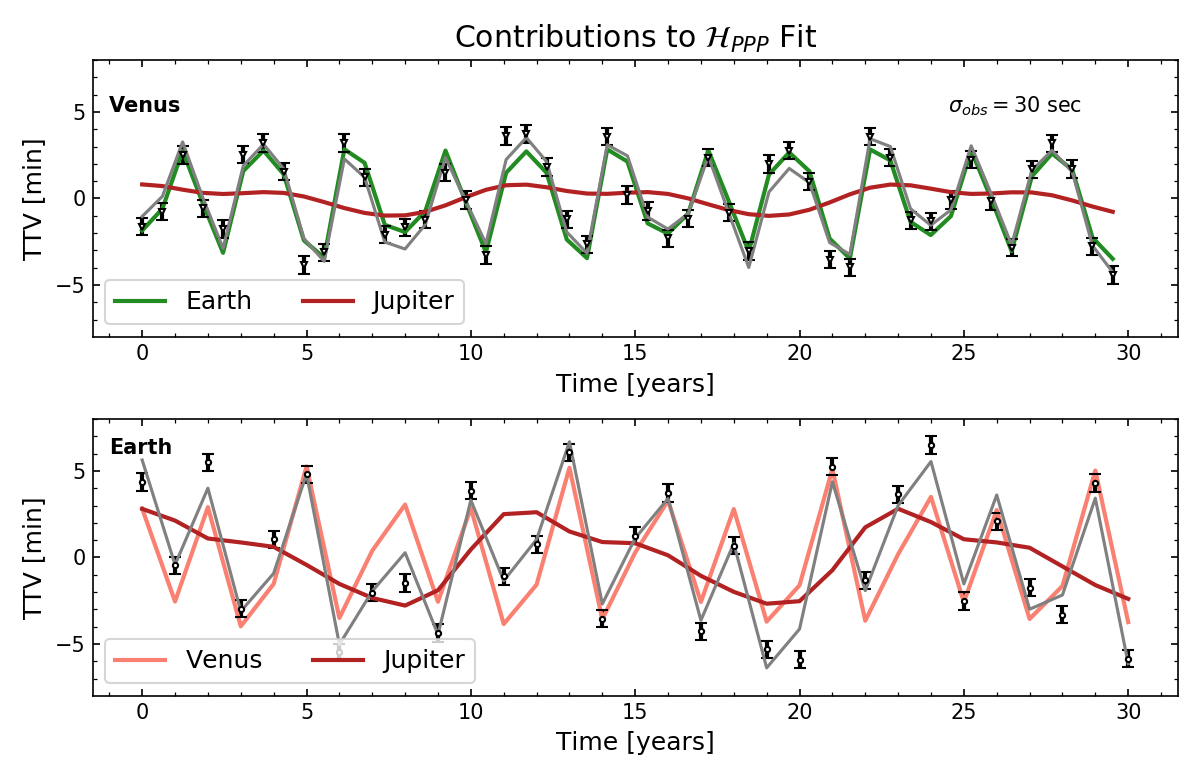 Contributions to ℋ_PPP Fit
Venus
σ_obs = 30 sec
TTV [min]
5
0
−5
Earth Jupiter
0 5 10 15 20 25 30
Time [years]
Earth
TTV [min]
5
0
−5
Venus Jupiter
0 5 10 15 20 25 30
Time [years]